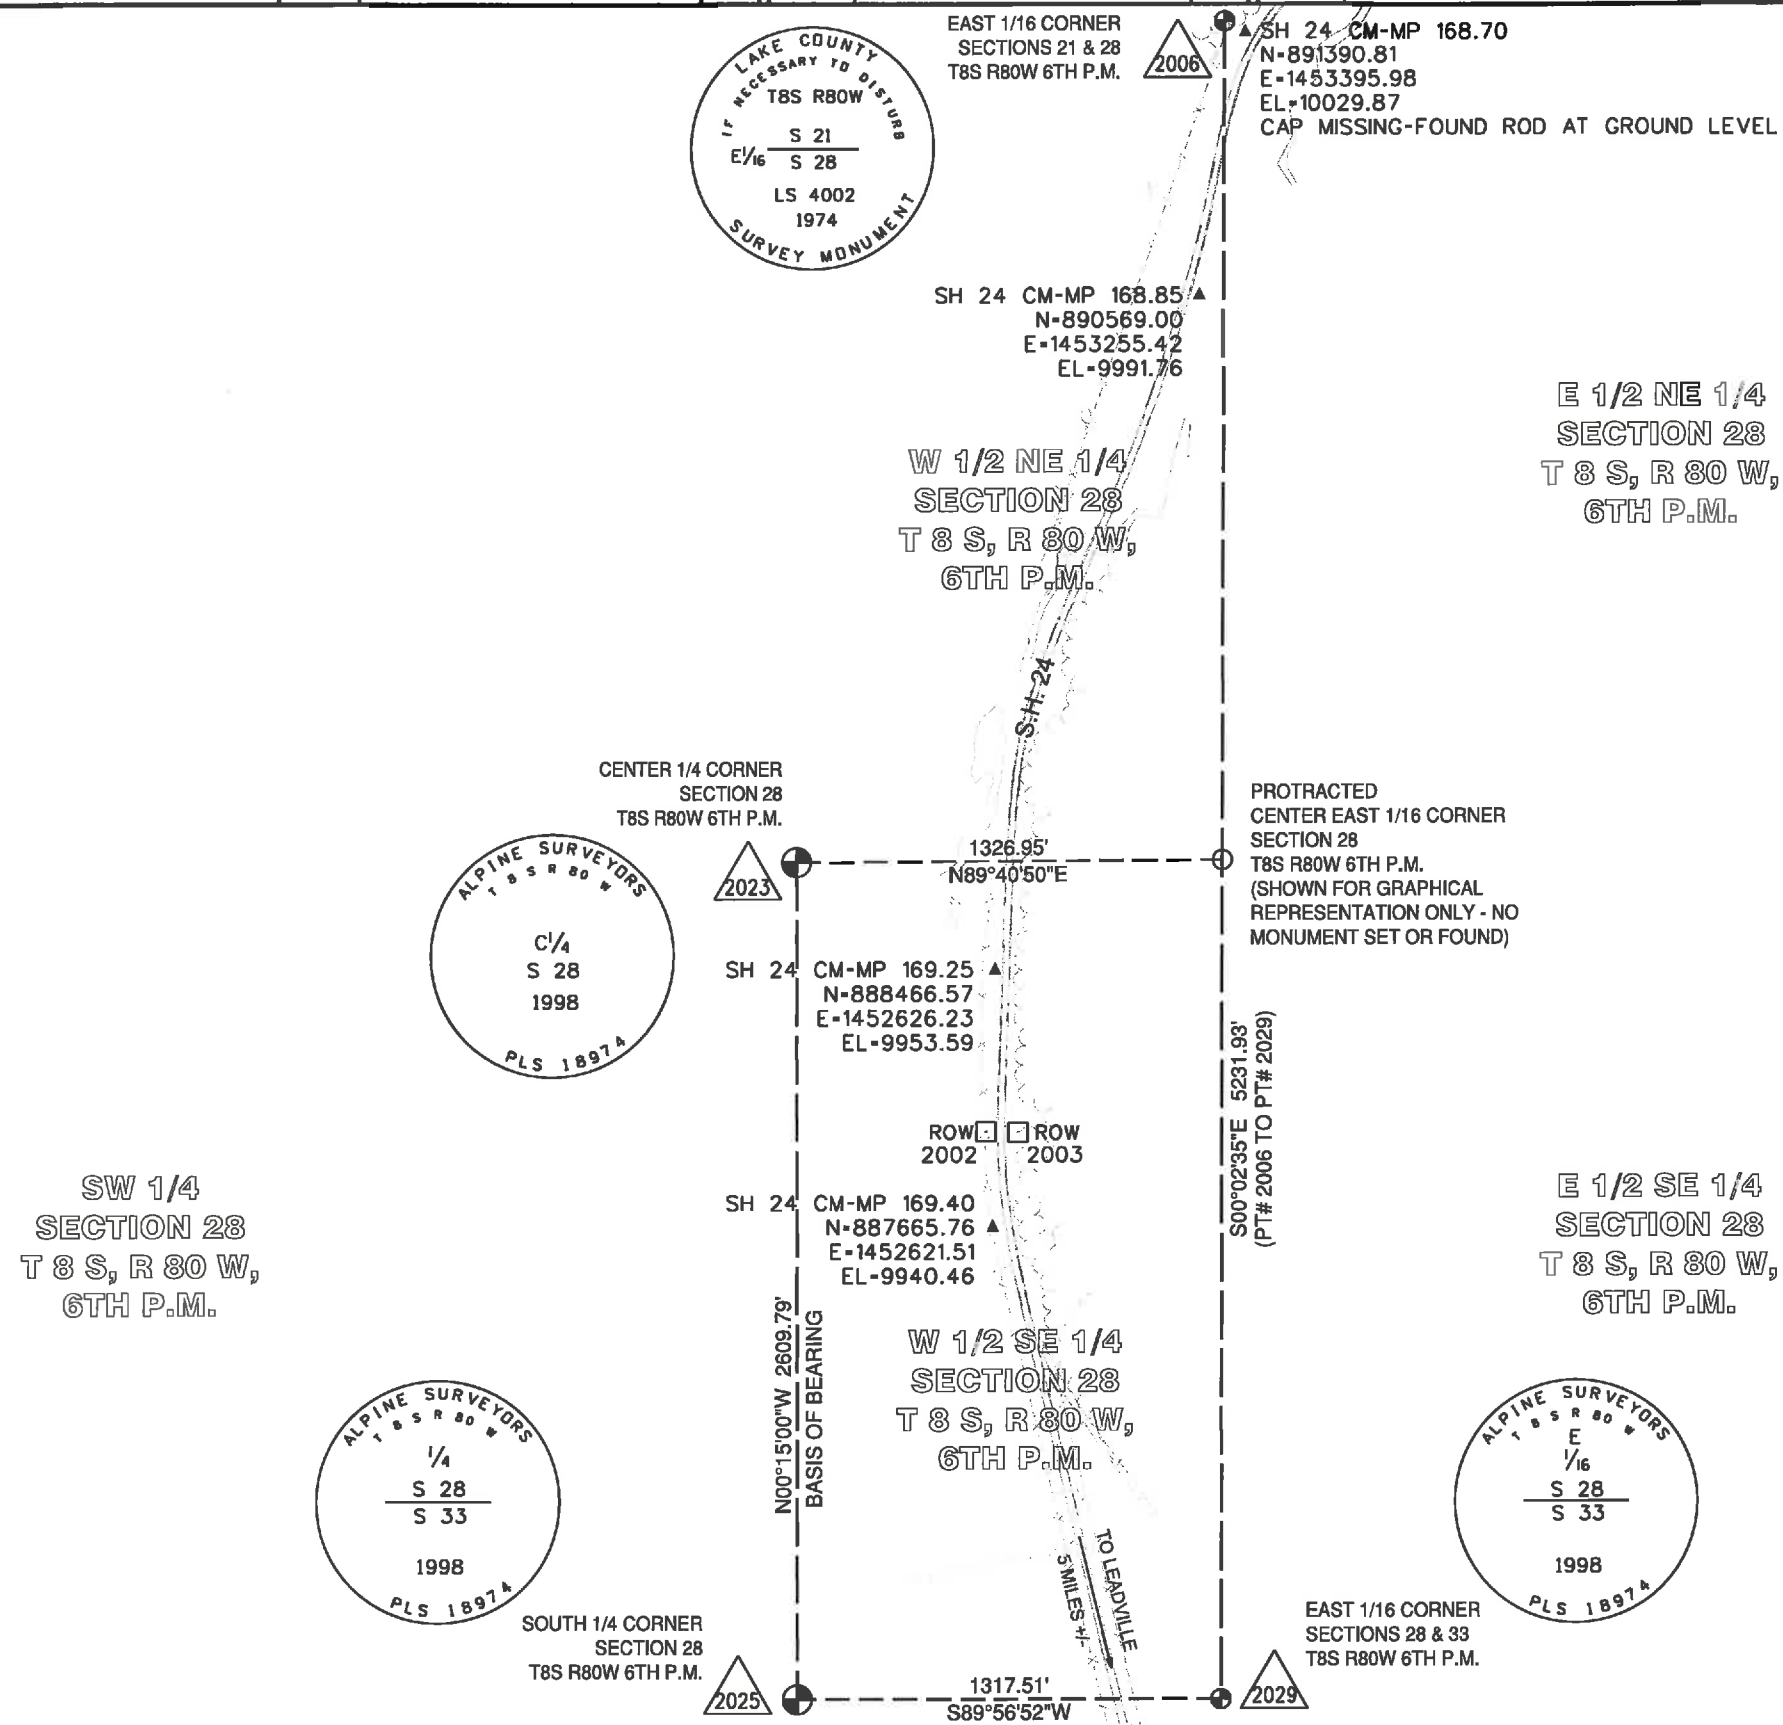 EAST 1/16 CORNER
SECTIONS 21 & 28
T8S R80W 6TH P.M.
2006
SH 24 CM-MP 168.70
N=891390.81
E=1453395.98
EL=10029.87
CAP MISSING-FOUND ROD AT GROUND LEVEL
LAKE COUNTY
IF NECESSARY TO DISTURB
T8S R80W
S 21
E1/16
S 28
LS 4002
1974
SURVEY MONUMENT
SH 24 CM-MP 168.85
N=890569.00
E=1453255.42
EL=9991.76
E 1/2 NE 1/4
SECTION 28
T 8 S, R 80 W,
6TH P.M.
W 1/2 NE 1/4
SECTION 28
T 8 S, R 80 W,
6TH P.M.
S.H. 24
CENTER 1/4 CORNER
SECTION 28
T8S R80W 6TH P.M.
2023
1326.95'
N89°40'50"E
PROTRACTED
CENTER EAST 1/16 CORNER
SECTION 28
T8S R80W 6TH P.M.
(SHOWN FOR GRAPHICAL
REPRESENTATION ONLY - NO
MONUMENT SET OR FOUND)
ALPINE SURVEYORS
T 8 S R 80 W
C1/4
S 28
1998
PLS 18974
SH 24 CM-MP 169.25
N=888466.57
E=1452626.23
EL=9953.59
S00°02'35"E 5231.93'
(PT# 2006 TO PT# 2029)
ROW
2002
ROW
2003
SH 24 CM-MP 169.40
N=887665.76
E=1452621.51
EL=9940.46
SW 1/4
SECTION 28
T 8 S, R 80 W,
6TH P.M.
E 1/2 SE 1/4
SECTION 28
T 8 S, R 80 W,
6TH P.M.
N00°15'00"W 2609.79'
BASIS OF BEARING
W 1/2 SE 1/4
SECTION 28
T 8 S, R 80 W,
6TH P.M.
ALPINE SURVEYORS
T 8 S R 80 W
1/4
S 28
S 33
1998
PLS 18974
ALPINE SURVEYORS
T 8 S R 80 W
E
1/16
S 28
S 33
1998
PLS 18974
TO LEADVILLE
5 MILES +/-
SOUTH 1/4 CORNER
SECTION 28
T8S R80W 6TH P.M.
2025
1317.51'
S89°56'52"W
EAST 1/16 CORNER
SECTIONS 28 & 33
T8S R80W 6TH P.M.
2029